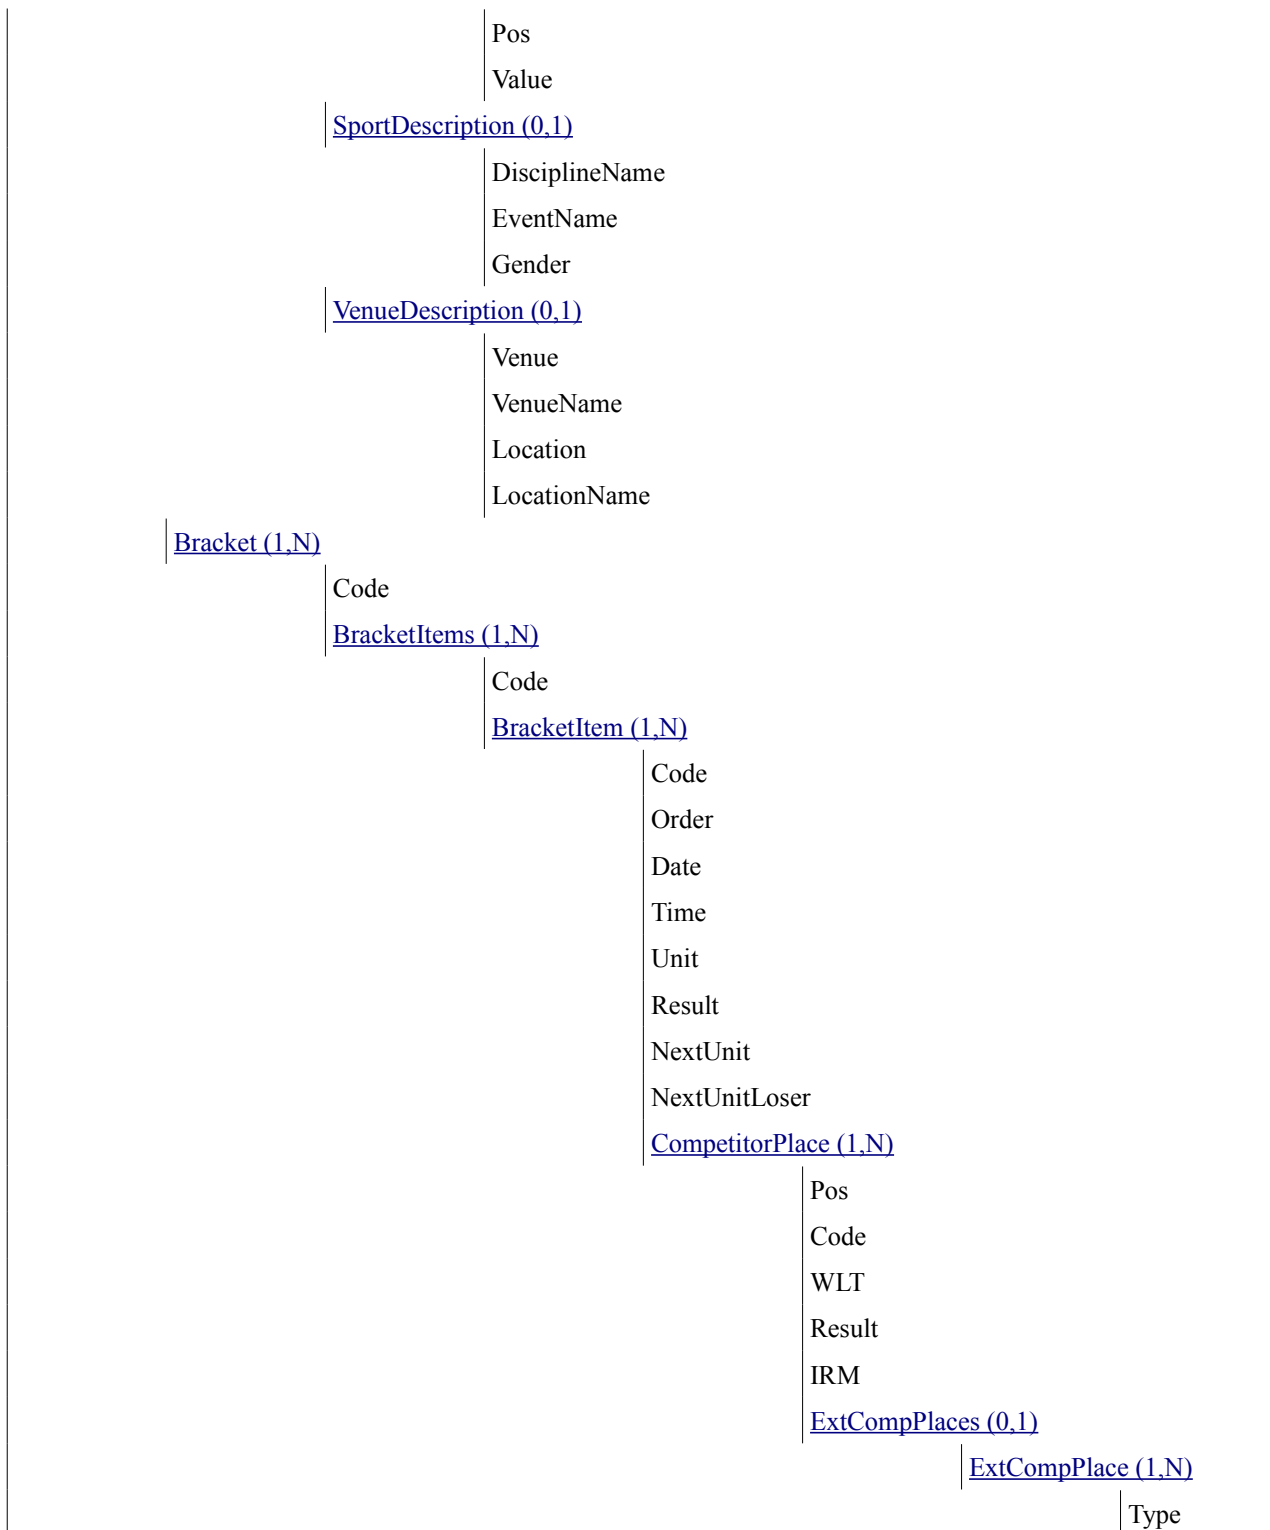 Pos
Value
SportDescription (0,1)
DisciplineName
EventName
Gender
VenueDescription (0,1)
Venue
VenueName
Location
LocationName
Bracket (1,N)
Code
BracketItems (1,N)
Code
BracketItem (1,N)
Code
Order
Date
Time
Unit
Result
NextUnit
NextUnitLoser
CompetitorPlace (1,N)
Pos
Code
WLT
Result
IRM
ExtCompPlaces (0,1)
ExtCompPlace (1,N)
Type